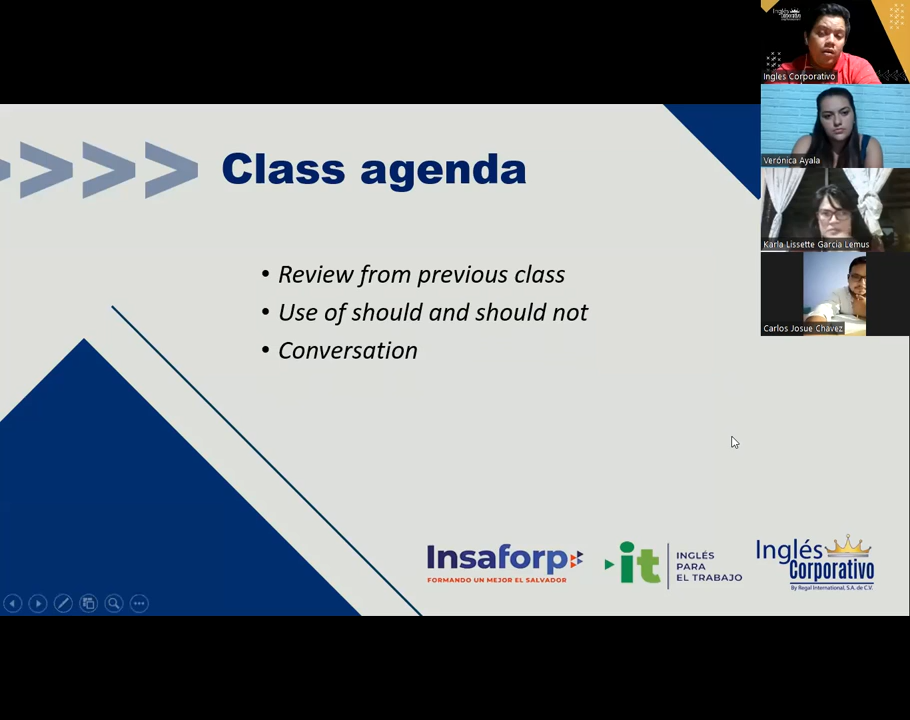 Class agenda
• Review from previous class
• Use of should and should not
• Conversation
Insaforp
FORMANDO UN MEJOR EL SALVADOR
it
INGLÉS
PARA
EL TRABAJO
Inglés
Corporativo
By Regal International, S.A. de C.V.
Inglés
Corporativo
Ingles Corporativo
Verónica Ayala
Karla Lissette Garcia Lemus
Carlos Josue Chavez